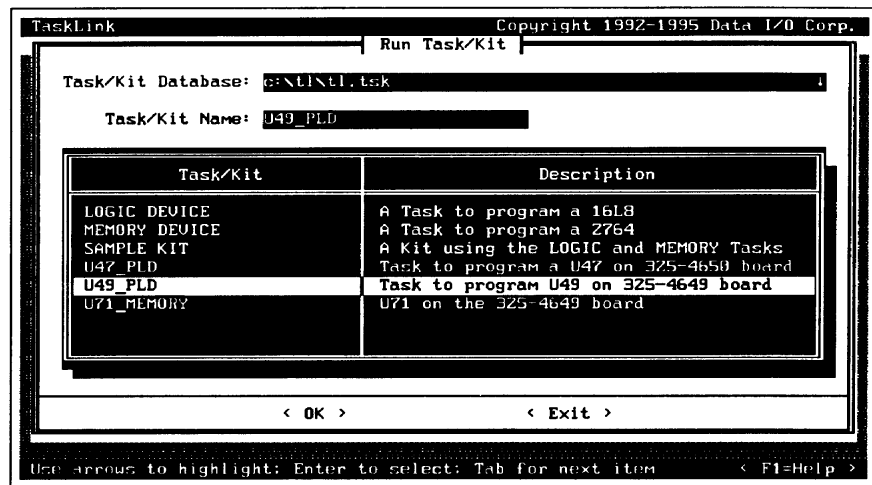 TaskLink Copyright 1992-1995 Data I/O Corp.
Run Task/Kit
Task/Kit Database: c:\tl\tl.tsk ↓
Task/Kit Name: U49_PLD
Task/Kit Description
LOGIC DEVICE A Task to program a 16L8
MEMORY DEVICE A Task to program a 2764
SAMPLE KIT A Kit using the LOGIC and MEMORY Tasks
U47_PLD Task to program a U47 on 325-4650 board
U49_PLD Task to program U49 on 325-4649 board
U71_MEMORY U71 on the 325-4649 board
< OK > < Exit >
Use arrows to highlight: Enter to select: Tab for next item < F1=Help >